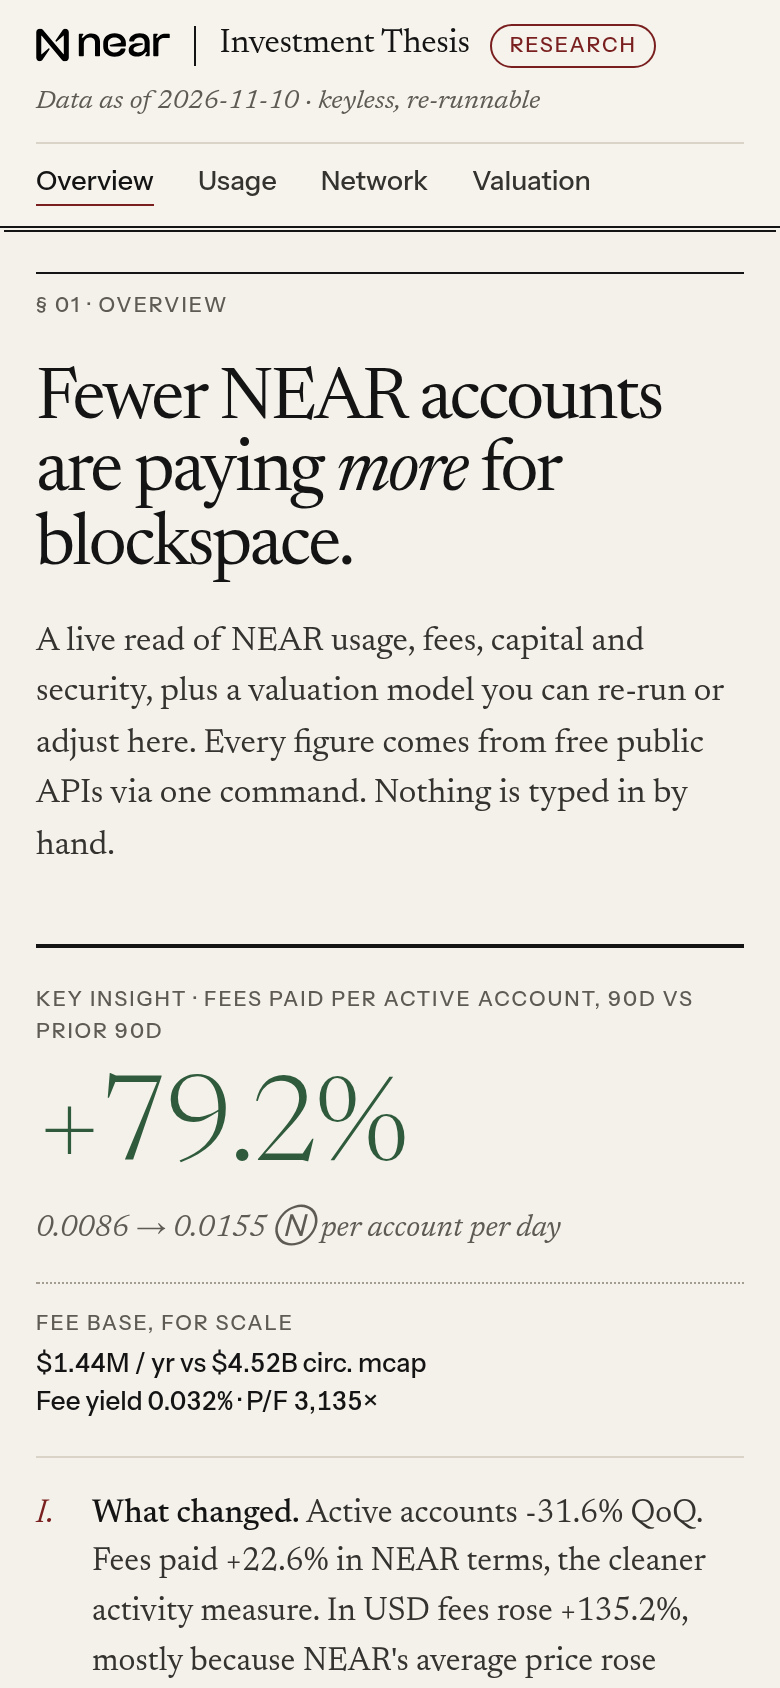 near | Investment Thesis RESEARCH
Data as of 2026-11-10 · keyless, re-runnable
Overview Usage Network Valuation
§ 01 · OVERVIEW
Fewer NEAR accounts
are paying more for
blockspace.
A live read of NEAR usage, fees, capital and
security, plus a valuation model you can re-run or
adjust here. Every figure comes from free public
APIs via one command. Nothing is typed in by
hand.
KEY INSIGHT · FEES PAID PER ACTIVE ACCOUNT, 90D VS
PRIOR 90D
+79.2%
0.0086 → 0.0155 Ⓝ per account per day
FEE BASE, FOR SCALE
$1.44M / yr vs $4.52B circ. mcap
Fee yield 0.032% · P/F 3,135×
I. What changed. Active accounts -31.6% QoQ.
Fees paid +22.6% in NEAR terms, the cleaner
activity measure. In USD fees rose +135.2%,
mostly because NEAR's average price rose